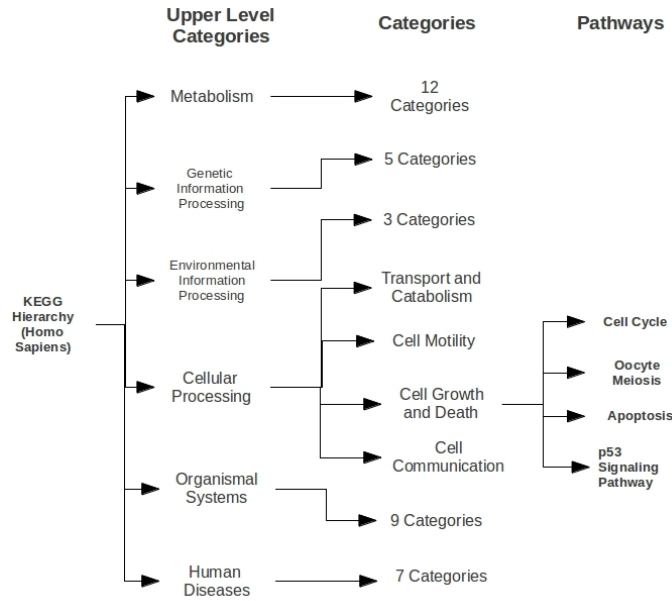 Upper Level
Categories
Categories
Pathways
Metabolism
12
Categories
Genetic
Information
Processing
5 Categories
3 Categories
Environmental
Information
Processing
Transport and
Catabolism
KEGG
Hierarchy
(Homo
Sapiens)
Cell Cycle
Cell Motility
Oocyte
Meiosis
Cellular
Processing
Cell Growth
and Death
Apoptosis
Cell
Communication
p53
Signaling
Pathway
Organismal
Systems
9 Categories
Human
Diseases
7 Categories